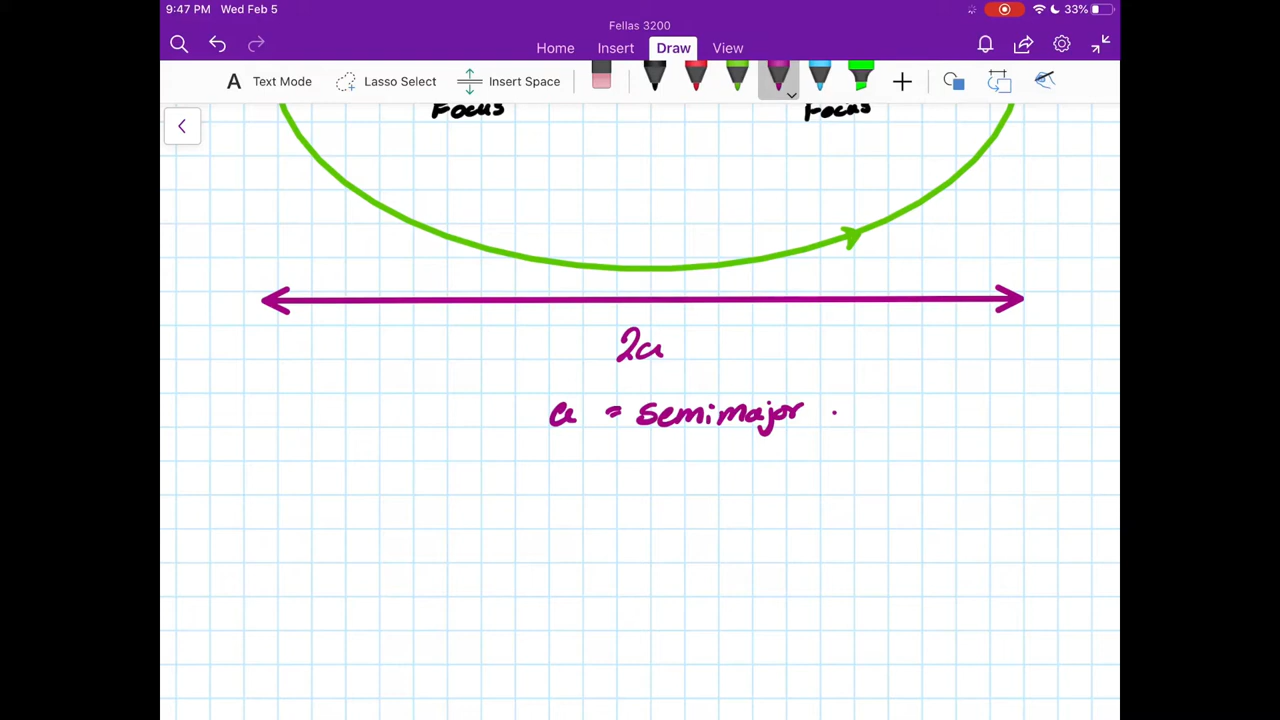 9:47 PM Wed Feb 5
33%
Fellas 3200
Home Insert Draw View
A Text Mode Lasso Select Insert Space
Focus Focus
2a
a = semimajor